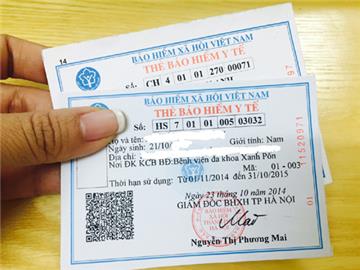 14
BẢO HIỂM XÃ HỘI VIỆT NAM
THẺ BẢO HIỂM Y TẾ
Số: CH 4 01 01 270 00071
BẢO HIỂM XÃ HỘI VIỆT NAM
THẺ BẢO HIỂM Y TẾ
Số: HS 7 01 01 005 03032
Họ và tên:
Ngày sinh: 21/10/ Giới tính: Nam
Địa chỉ:
Nơi ĐK KCB BĐ: Bệnh viện đa khoa Xanh Pôn
Mã 01 - 003
Thời hạn sử dụng: Từ 01/11/2014 đến 31/10/2015
Ngày 23 tháng 10 năm 2014
GIÁM ĐỐC BHXH TP HÀ NỘI
Nguyễn Thị Phương Mai
11520971